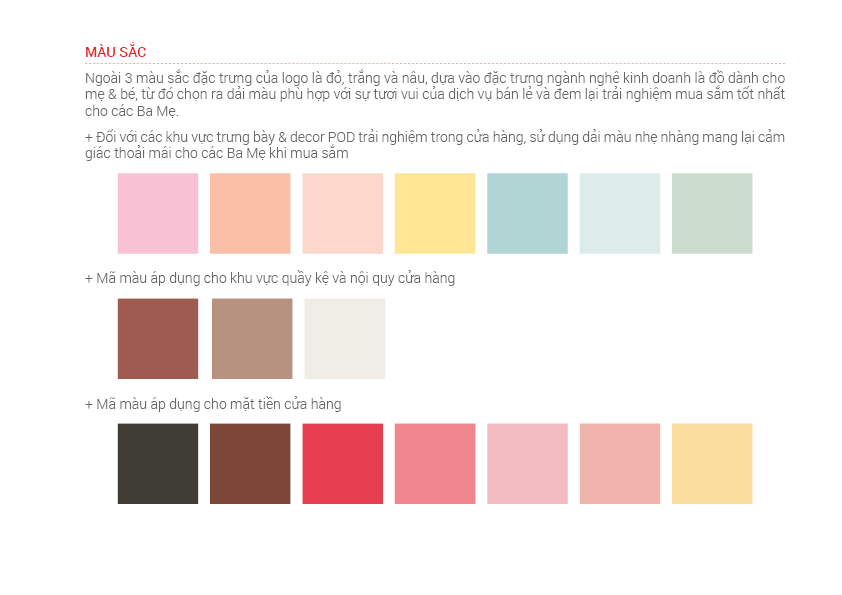 MÀU SẮC
Ngoài 3 màu sắc đặc trưng của logo là đỏ, trắng và nâu, dựa vào đặc trưng ngành nghề kinh doanh là đồ dành cho
mẹ & bé, từ đó chọn ra dải màu phù hợp với sự tươi vui của dịch vụ bán lẻ và đem lại trải nghiệm mua sắm tốt nhất
cho các Ba Mẹ.
+ Đối với các khu vực trưng bày & decor POD trải nghiệm trong cửa hàng, sử dụng dải màu nhẹ nhàng mang lại cảm
giác thoải mái cho các Ba Mẹ khi mua sắm
+ Mã màu áp dụng cho khu vực quầy kệ và nội quy cửa hàng
+ Mã màu áp dụng cho mặt tiền cửa hàng